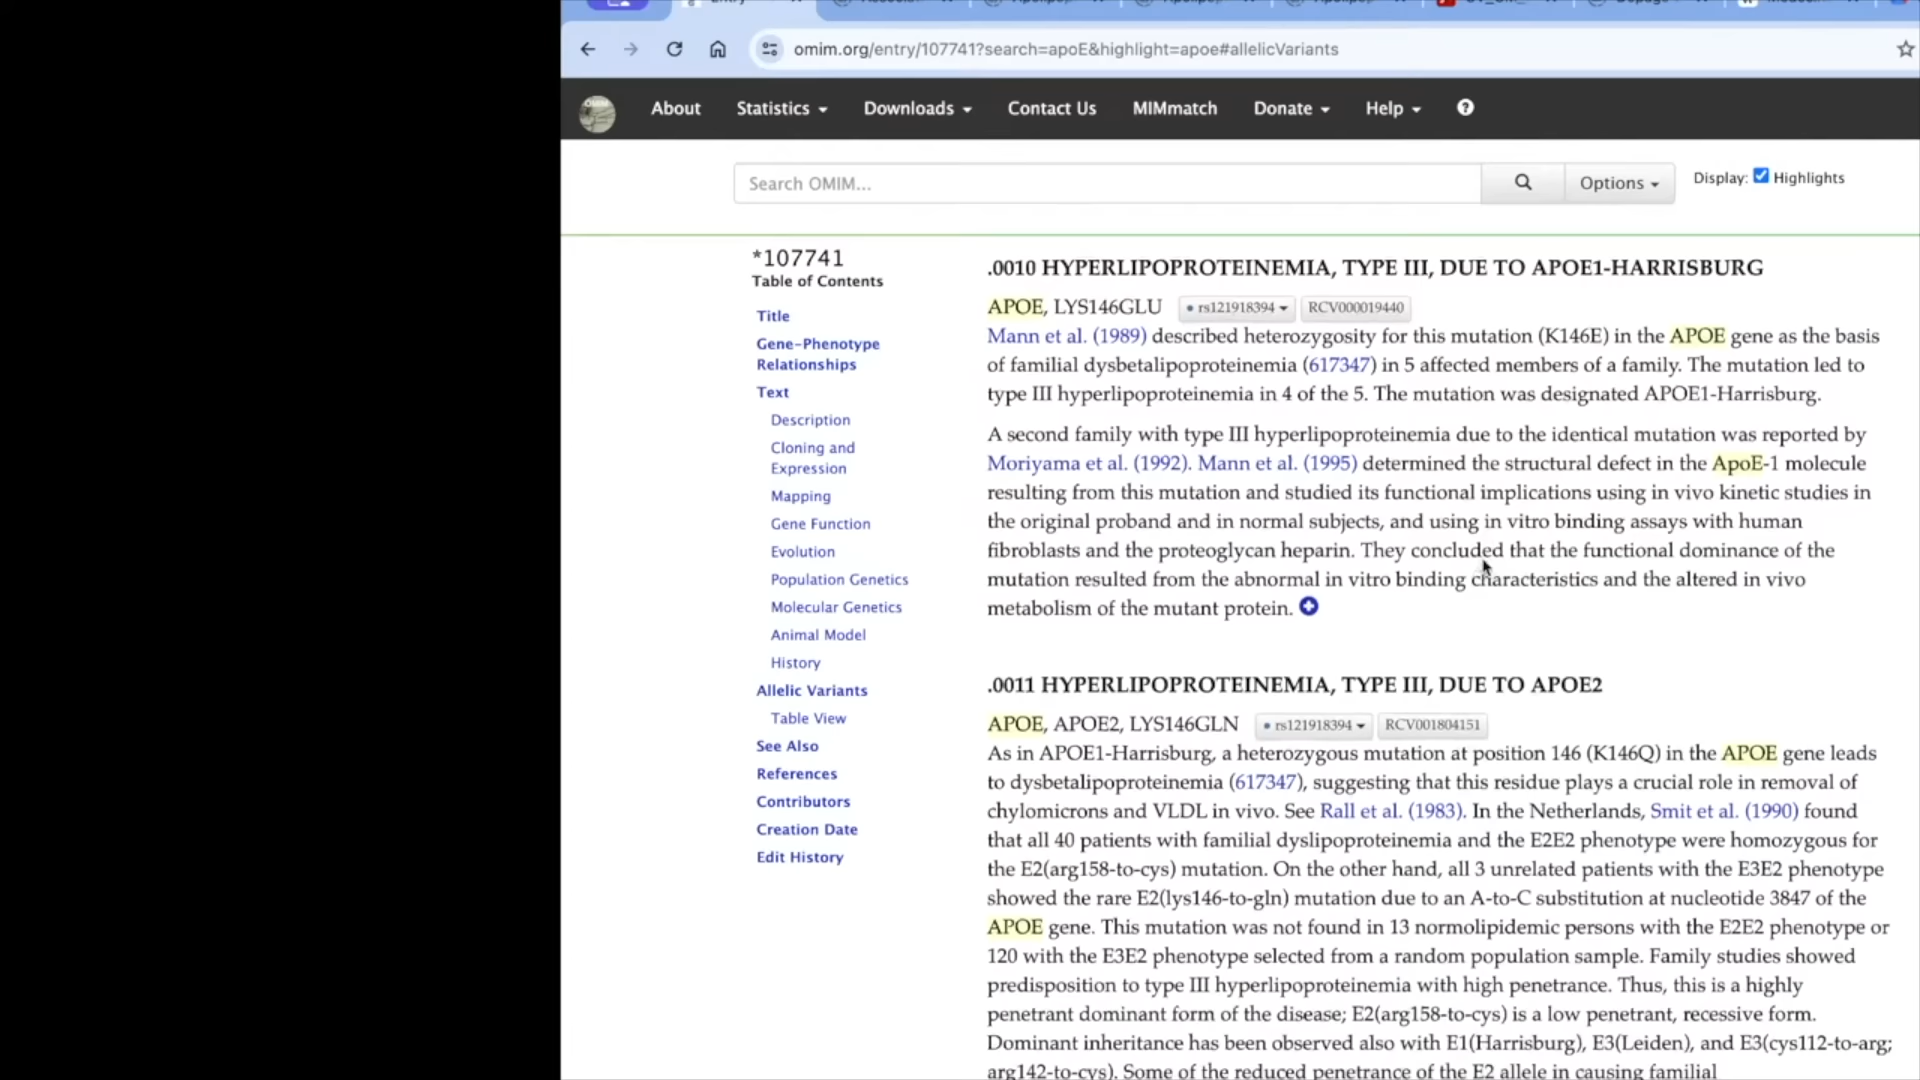 omim.org/entry/107741?search=apoE&highlight=apoe#allelicVariants
About Statistics Downloads Contact Us MIMmatch Donate Help
Search OMIM...
Options
Display: Highlights
*107741
Table of Contents
Title
Gene-Phenotype
Relationships
Text
Description
Cloning and
Expression
Mapping
Gene Function
Evolution
Population Genetics
Molecular Genetics
Animal Model
History
Allelic Variants
Table View
See Also
References
Contributors
Creation Date
Edit History
.0010 HYPERLIPOPROTEINEMIA, TYPE III, DUE TO APOE1-HARRISBURG
APOE, LYS146GLU rs121918394 RCV000019440
Mann et al. (1989) described heterozygosity for this mutation (K146E) in the APOE gene as the basis
of familial dysbetalipoproteinemia (617347) in 5 affected members of a family. The mutation led to
type III hyperlipoproteinemia in 4 of the 5. The mutation was designated APOE1-Harrisburg.
A second family with type III hyperlipoproteinemia due to the identical mutation was reported by
Moriyama et al. (1992). Mann et al. (1995) determined the structural defect in the ApoE-1 molecule
resulting from this mutation and studied its functional implications using in vivo kinetic studies in
the original proband and in normal subjects, and using in vitro binding assays with human
fibroblasts and the proteoglycan heparin. They concluded that the functional dominance of the
mutation resulted from the abnormal in vitro binding characteristics and the altered in vivo
metabolism of the mutant protein.
.0011 HYPERLIPOPROTEINEMIA, TYPE III, DUE TO APOE2
APOE, APOE2, LYS146GLN rs121918394 RCV001804151
As in APOE1-Harrisburg, a heterozygous mutation at position 146 (K146Q) in the APOE gene leads
to dysbetalipoproteinemia (617347), suggesting that this residue plays a crucial role in removal of
chylomicrons and VLDL in vivo. See Rall et al. (1983). In the Netherlands, Smit et al. (1990) found
that all 40 patients with familial dyslipoproteinemia and the E2E2 phenotype were homozygous for
the E2(arg158-to-cys) mutation. On the other hand, all 3 unrelated patients with the E3E2 phenotype
showed the rare E2(lys146-to-gln) mutation due to an A-to-C substitution at nucleotide 3847 of the
APOE gene. This mutation was not found in 13 normolipidemic persons with the E2E2 phenotype or
120 with the E3E2 phenotype selected from a random population sample. Family studies showed
predisposition to type III hyperlipoproteinemia with high penetrance. Thus, this is a highly
penetrant dominant form of the disease; E2(arg158-to-cys) is a low penetrant, recessive form.
Dominant inheritance has been observed also with E1(Harrisburg), E3(Leiden), and E3(cys112-to-arg;
arg142-to-cys). Some of the reduced penetrance of the E2 allele in causing familial